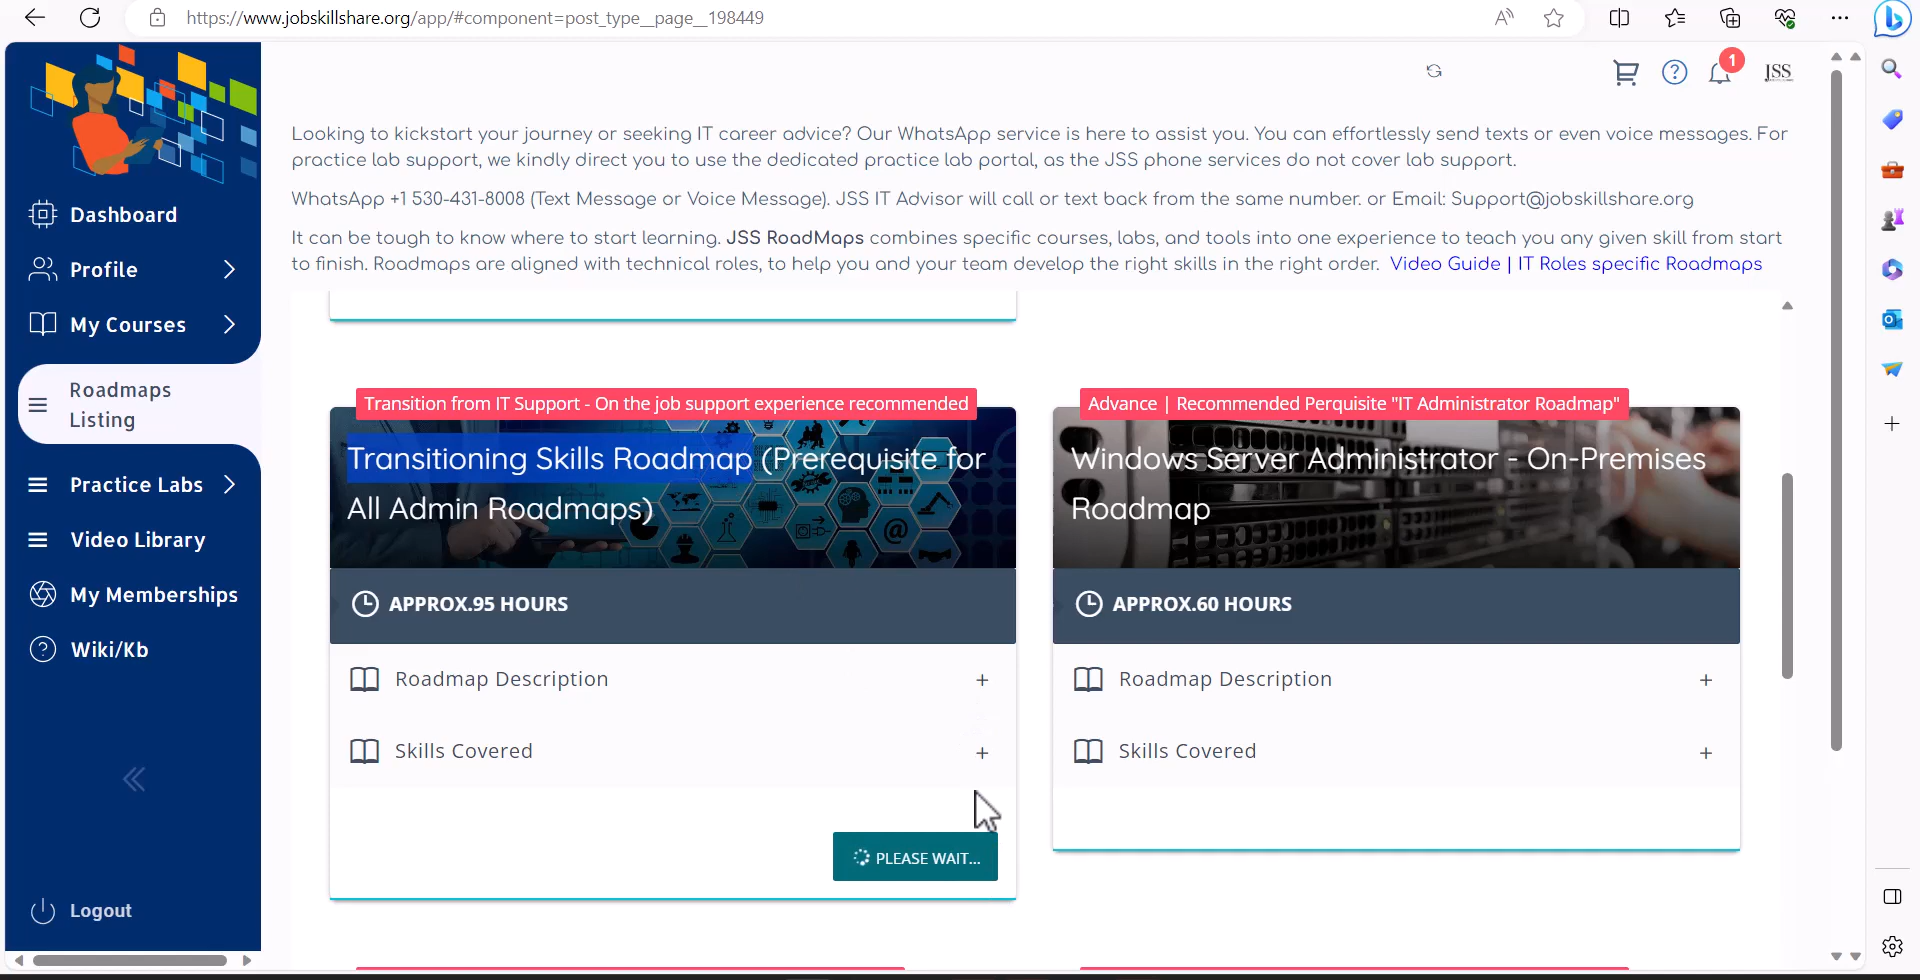 https://www.jobskillshare.org/app/#component=post_type__page__198449
1
JSS
Looking to kickstart your journey or seeking IT career advice? Our WhatsApp service is here to assist you. You can effortlessly send texts or even voice messages. For
practice lab support, we kindly direct you to use the dedicated practice lab portal, as the JSS phone services do not cover lab support.
WhatsApp +1 530-431-8008 (Text Message or Voice Message). JSS IT Advisor will call or text back from the same number. or Email: Support@jobskillshare.org
It can be tough to know where to start learning. JSS RoadMaps combines specific courses, labs, and tools into one experience to teach you any given skill from start
to finish. Roadmaps are aligned with technical roles, to help you and your team develop the right skills in the right order. Video Guide | IT Roles specific Roadmaps
Dashboard
Profile
My Courses
Roadmaps
Listing
Practice Labs
Video Library
My Memberships
Wiki/Kb
Logout
Transition from IT Support - On the job support experience recommended
Transitioning Skills Roadmap (Prerequisite for
All Admin Roadmaps)
APPROX.95 HOURS
Roadmap Description +
Skills Covered +
PLEASE WAIT...
Advance | Recommended Perquisite "IT Administrator Roadmap"
Windows Server Administrator - On-Premises
Roadmap
APPROX.60 HOURS
Roadmap Description +
Skills Covered +